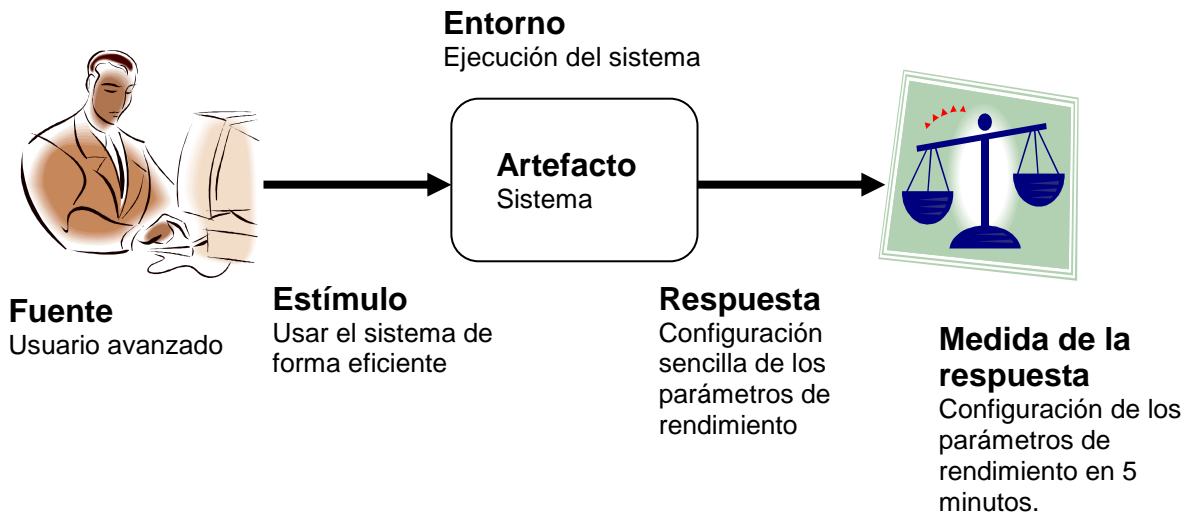 Entorno
Ejecución del sistema
Artefacto
Sistema
Fuente
Usuario avanzado
Estímulo
Usar el sistema de
forma eficiente
Respuesta
Configuración
sencilla de los
parámetros de
rendimiento
Medida de la
respuesta
Configuración de los
parámetros de
rendimiento en 5
minutos.